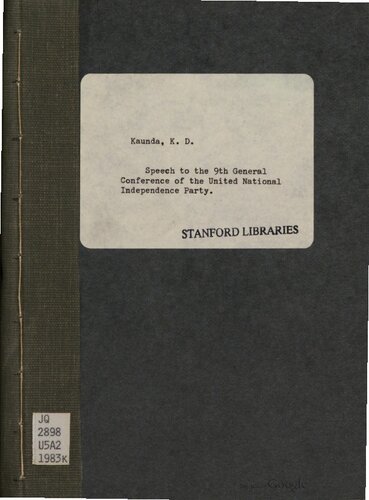 Kaunda, K. D.
Speech to the 9th General
Conference of the United National
Independence Party.
STANFORD LIBRARIES
JQ
2898
U5A2
1983K
Google